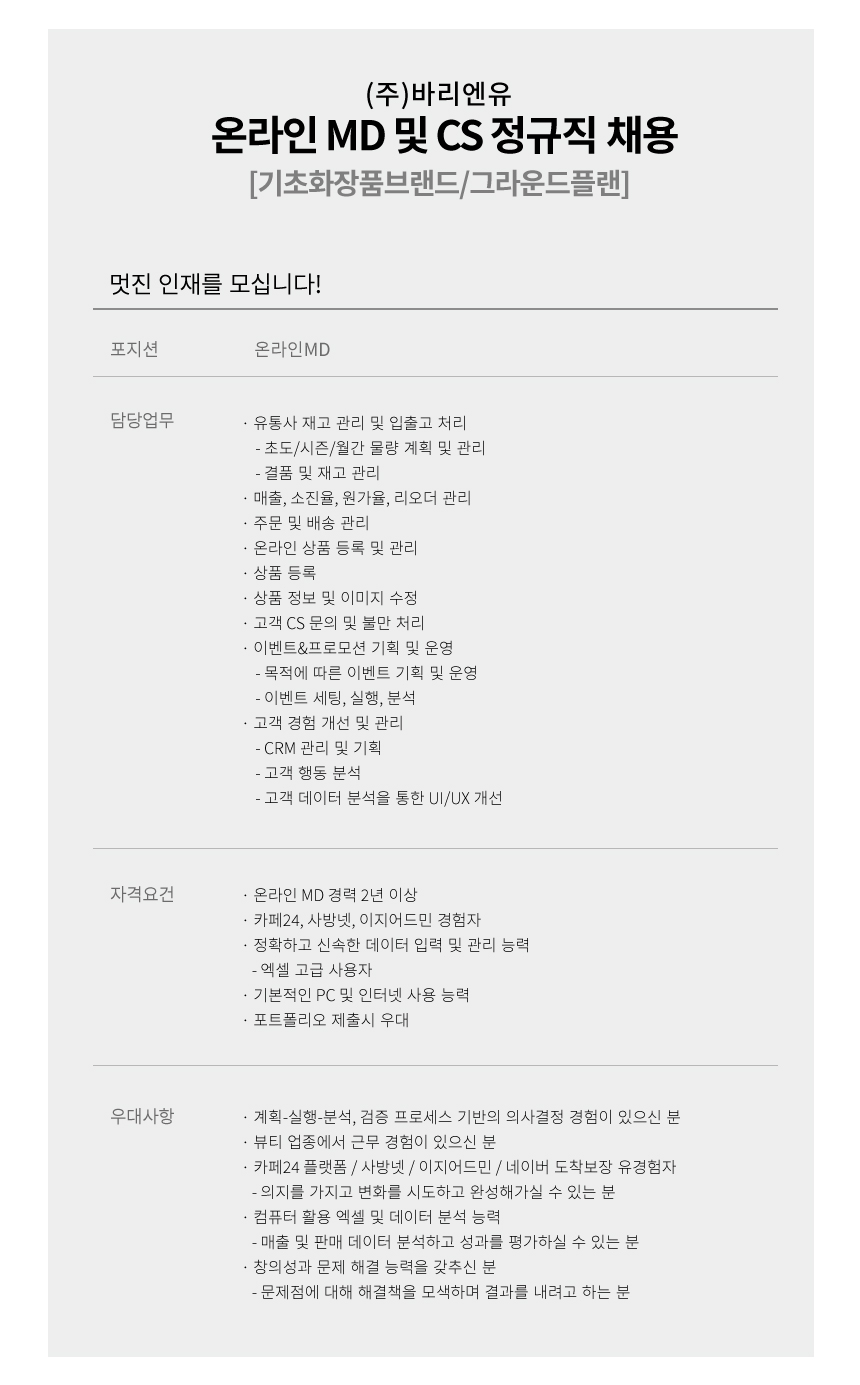 (주)바리엔유
온라인 MD 및 CS 정규직 채용
[기초화장품브랜드/그라운드플랜]
멋진 인재를 모십니다!
포지션 온라인MD
담당업무 · 유통사 재고 관리 및 입출고 처리
- 초도/시즌/월간 물량 계획 및 관리
- 결품 및 재고 관리
· 매출, 소진율, 원가율, 리오더 관리
· 주문 및 배송 관리
· 온라인 상품 등록 및 관리
· 상품 등록
· 상품 정보 및 이미지 수정
· 고객 CS 문의 및 불만 처리
· 이벤트&프로모션 기획 및 운영
- 목적에 따른 이벤트 기획 및 운영
- 이벤트 세팅, 실행, 분석
· 고객 경험 개선 및 관리
- CRM 관리 및 기획
- 고객 행동 분석
- 고객 데이터 분석을 통한 UI/UX 개선
자격요건 · 온라인 MD 경력 2년 이상
· 카페24, 사방넷, 이지어드민 경험자
· 정확하고 신속한 데이터 입력 및 관리 능력
- 엑셀 고급 사용자
· 기본적인 PC 및 인터넷 사용 능력
· 포트폴리오 제출시 우대
우대사항 · 계획-실행-분석, 검증 프로세스 기반의 의사결정 경험이 있으신 분
· 뷰티 업종에서 근무 경험이 있으신 분
· 카페24 플랫폼 / 사방넷 / 이지어드민 / 네이버 도착보장 유경험자
- 의지를 가지고 변화를 시도하고 완성해가실 수 있는 분
· 컴퓨터 활용 엑셀 및 데이터 분석 능력
- 매출 및 판매 데이터 분석하고 성과를 평가하실 수 있는 분
· 창의성과 문제 해결 능력을 갖추신 분
- 문제점에 대해 해결책을 모색하며 결과를 내려고 하는 분